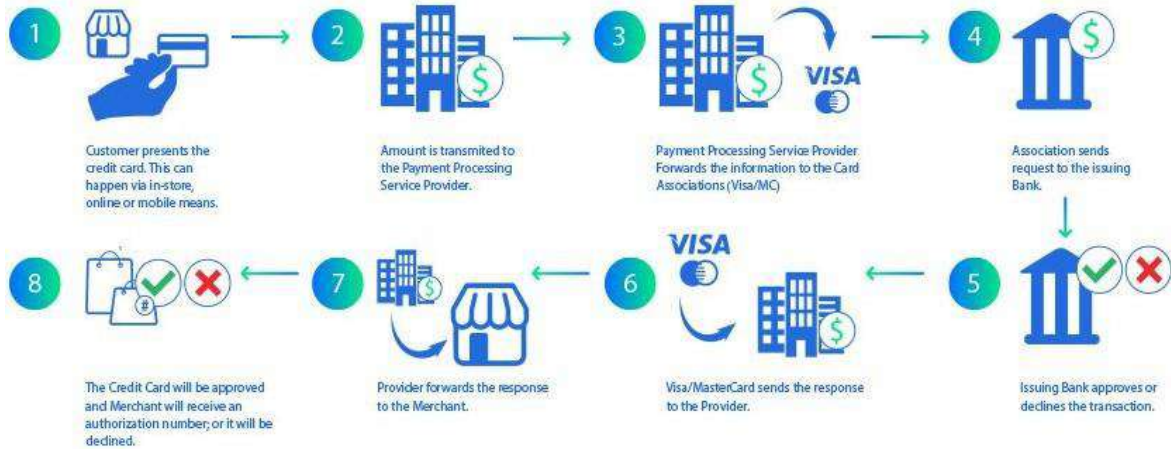 1
Customer presents the
credit card. This can
happen via in-store,
online or mobile means.
2
$
Amount is transmited to
the Payment Processing
Service Provider.
3
$
VISA
Payment Processing Service Provider
Forwards the information to the Card
Associations (Visa/MC)
4
$
Association sends
request to the issuing
Bank.
5
Issuing Bank approves or
declines the transaction.
6
VISA
$
Visa/MasterCard sends the response
to the Provider.
7
$
Provider forwards the response
to the Merchant.
8
#
The Credit Card will be approved
and Merchant will receive an
authorization number; or it will be
declined.